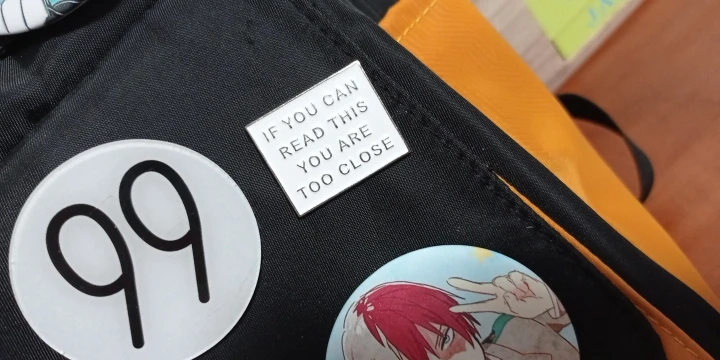 IF YOU CAN
READ THIS
YOU ARE
TOO CLOSE
99